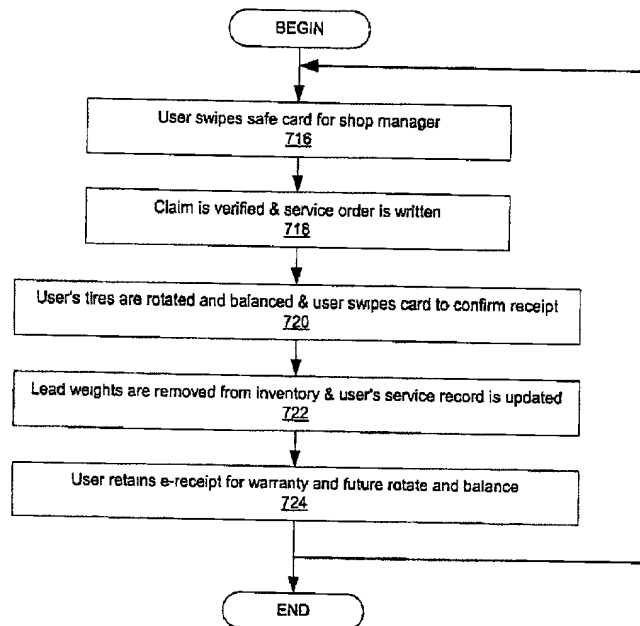 BEGIN
User swipes safe card for shop manager
716
Claim is verified & service order is written
718
User's tires are rotated and balanced & user swipes card to confirm receipt
720
Lead weights are removed from inventory & user's service record is updated
722
User retains e-receipt for warranty and future rotate and balance
724
END